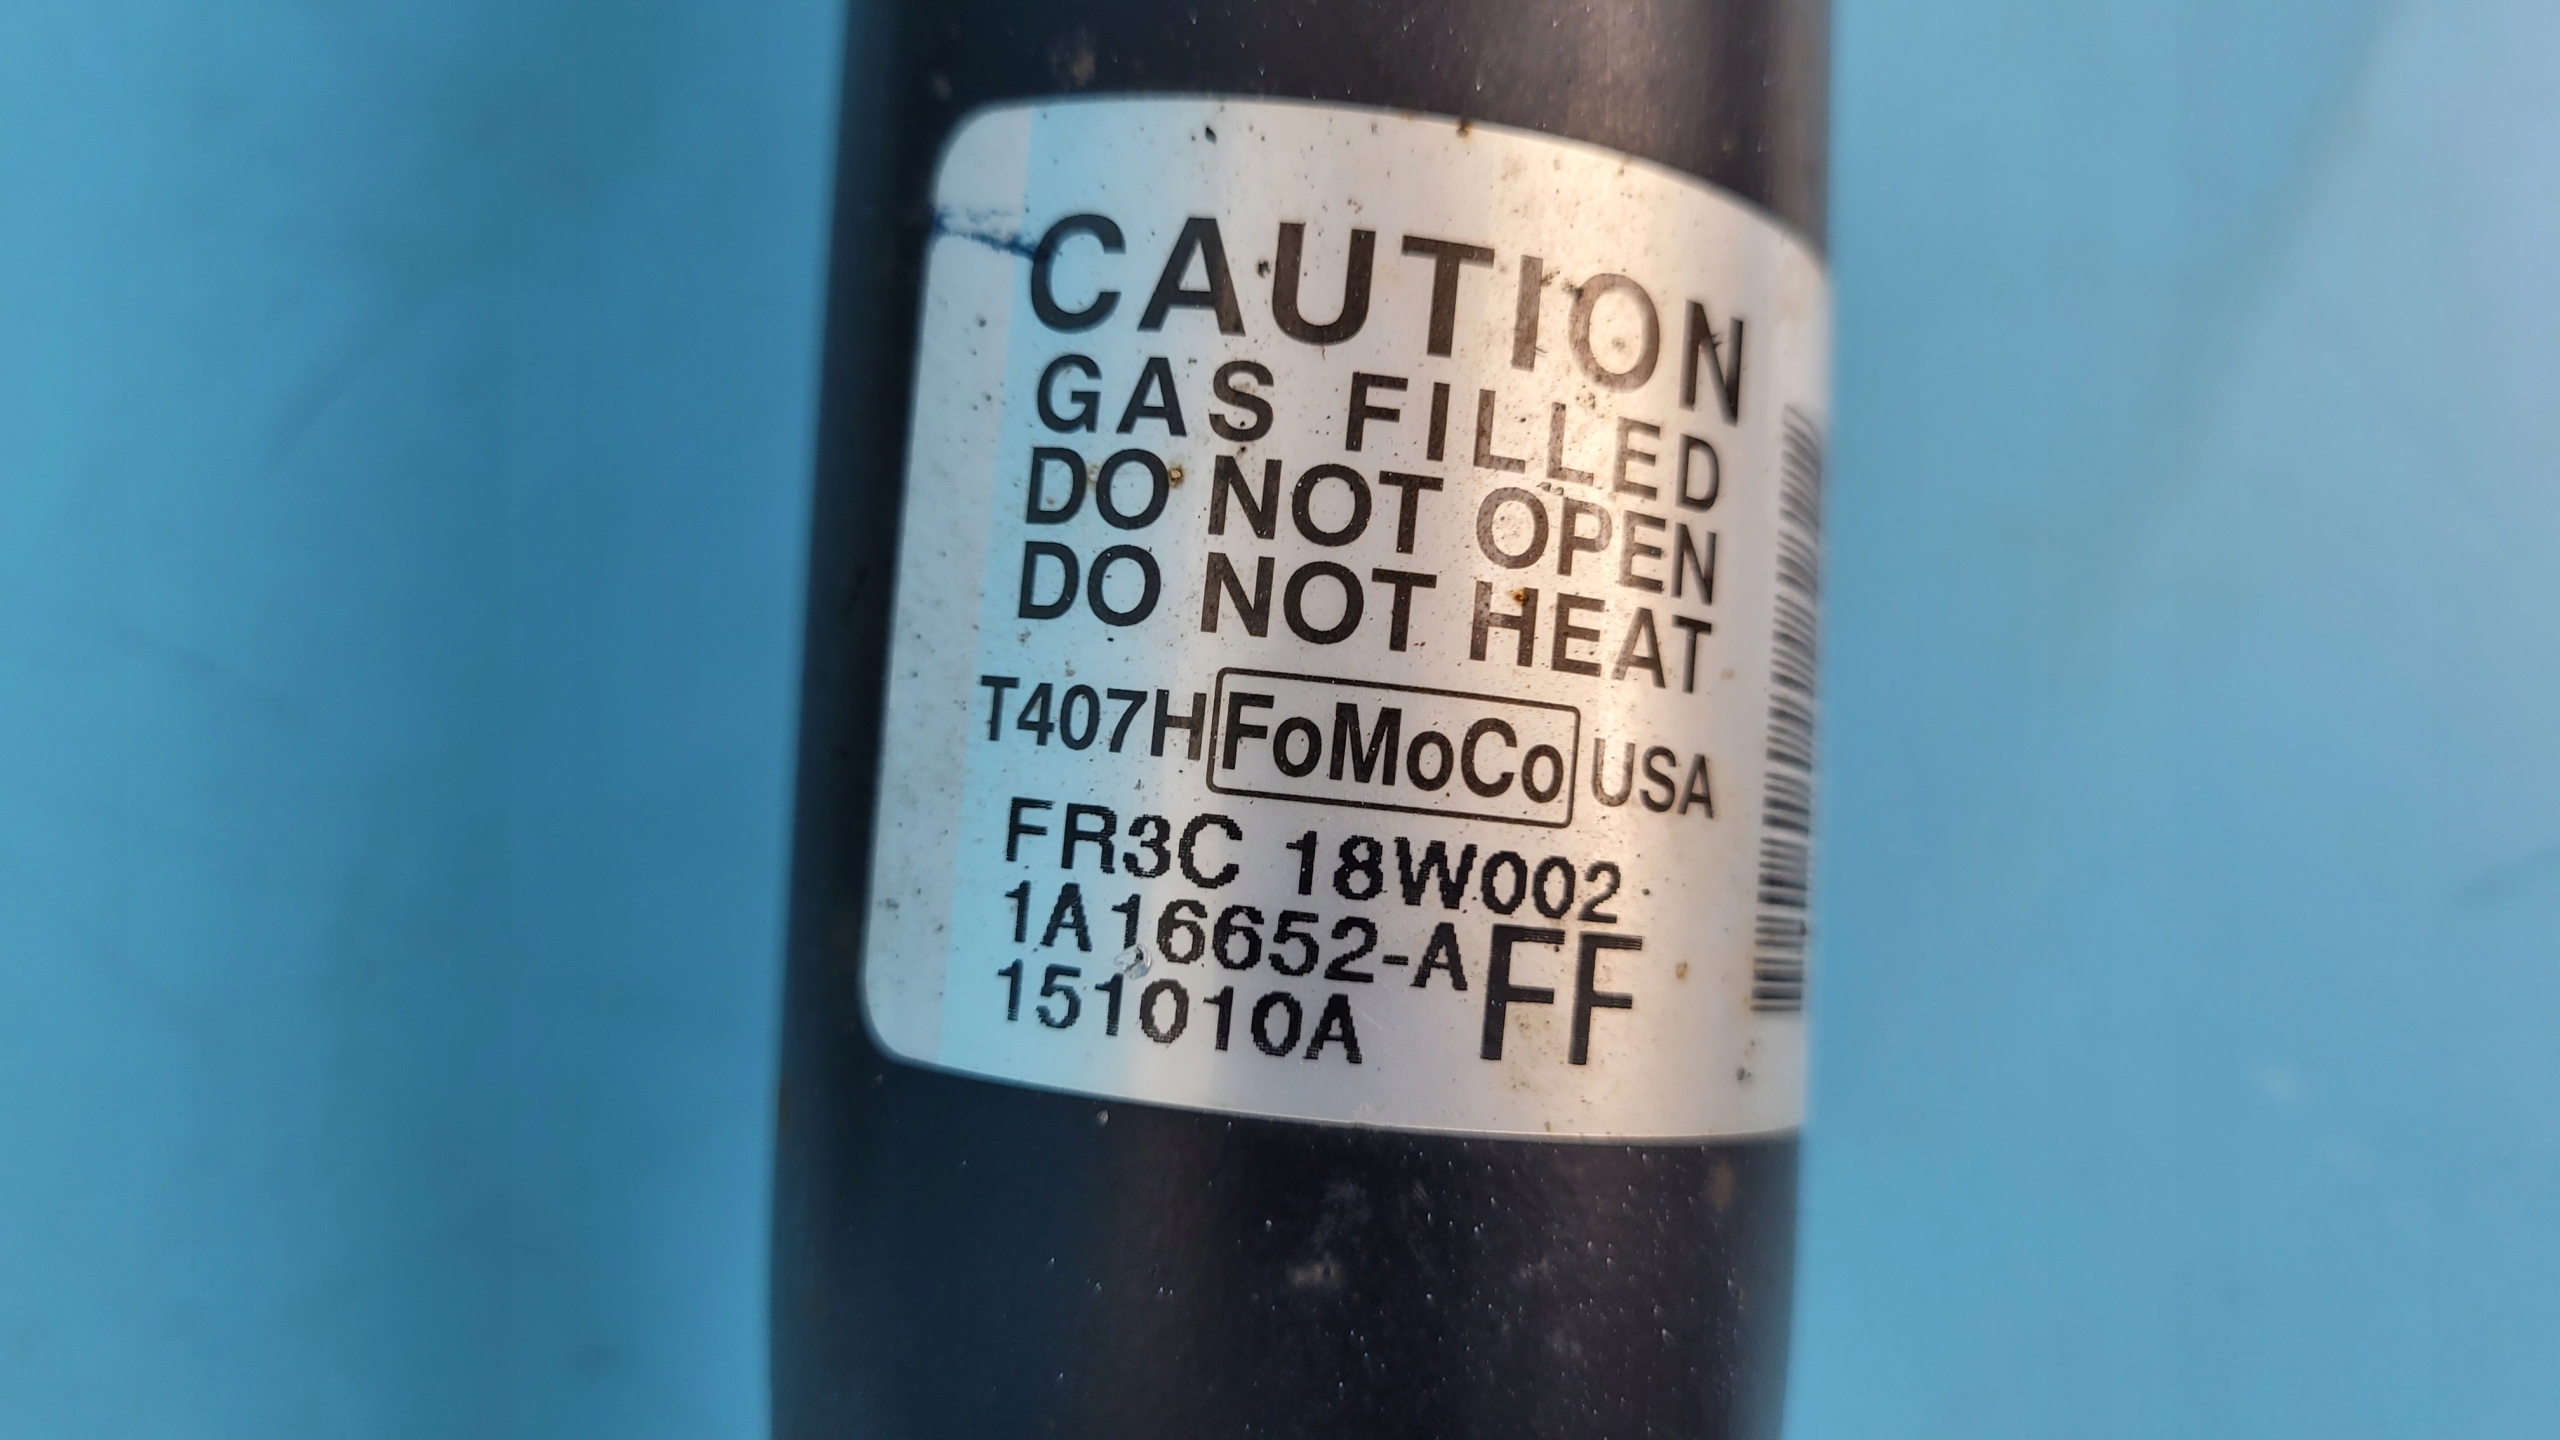 CAUTION
GAS FILLED
DO NOT OPEN
DO NOT HEAT
T407H FoMoCo USA
FR3C 18W002
1A16652-A FF
151010A